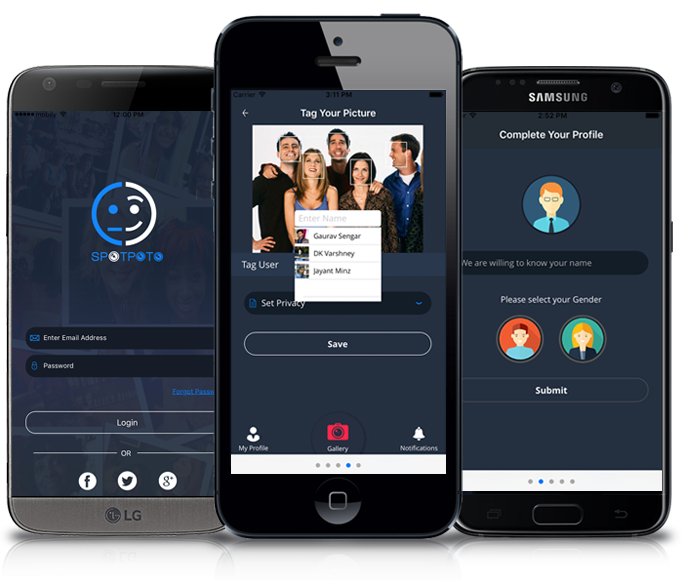 12:00 PM
SPOTPOTO
Enter Email Address
Password
Forgot Pass
Login
OR
f
g+
LG
Carrier
3:11 PM
Tag Your Picture
Enter Name
Gaurav Sengar
DK Varshney
Jayant Minz
Tag User
Set Privacy
Save
My Profile
Gallery
Notifications
SAMSUNG
2:52 PM
Complete Your Profile
We are willing to know your name
Please select your Gender
Submit